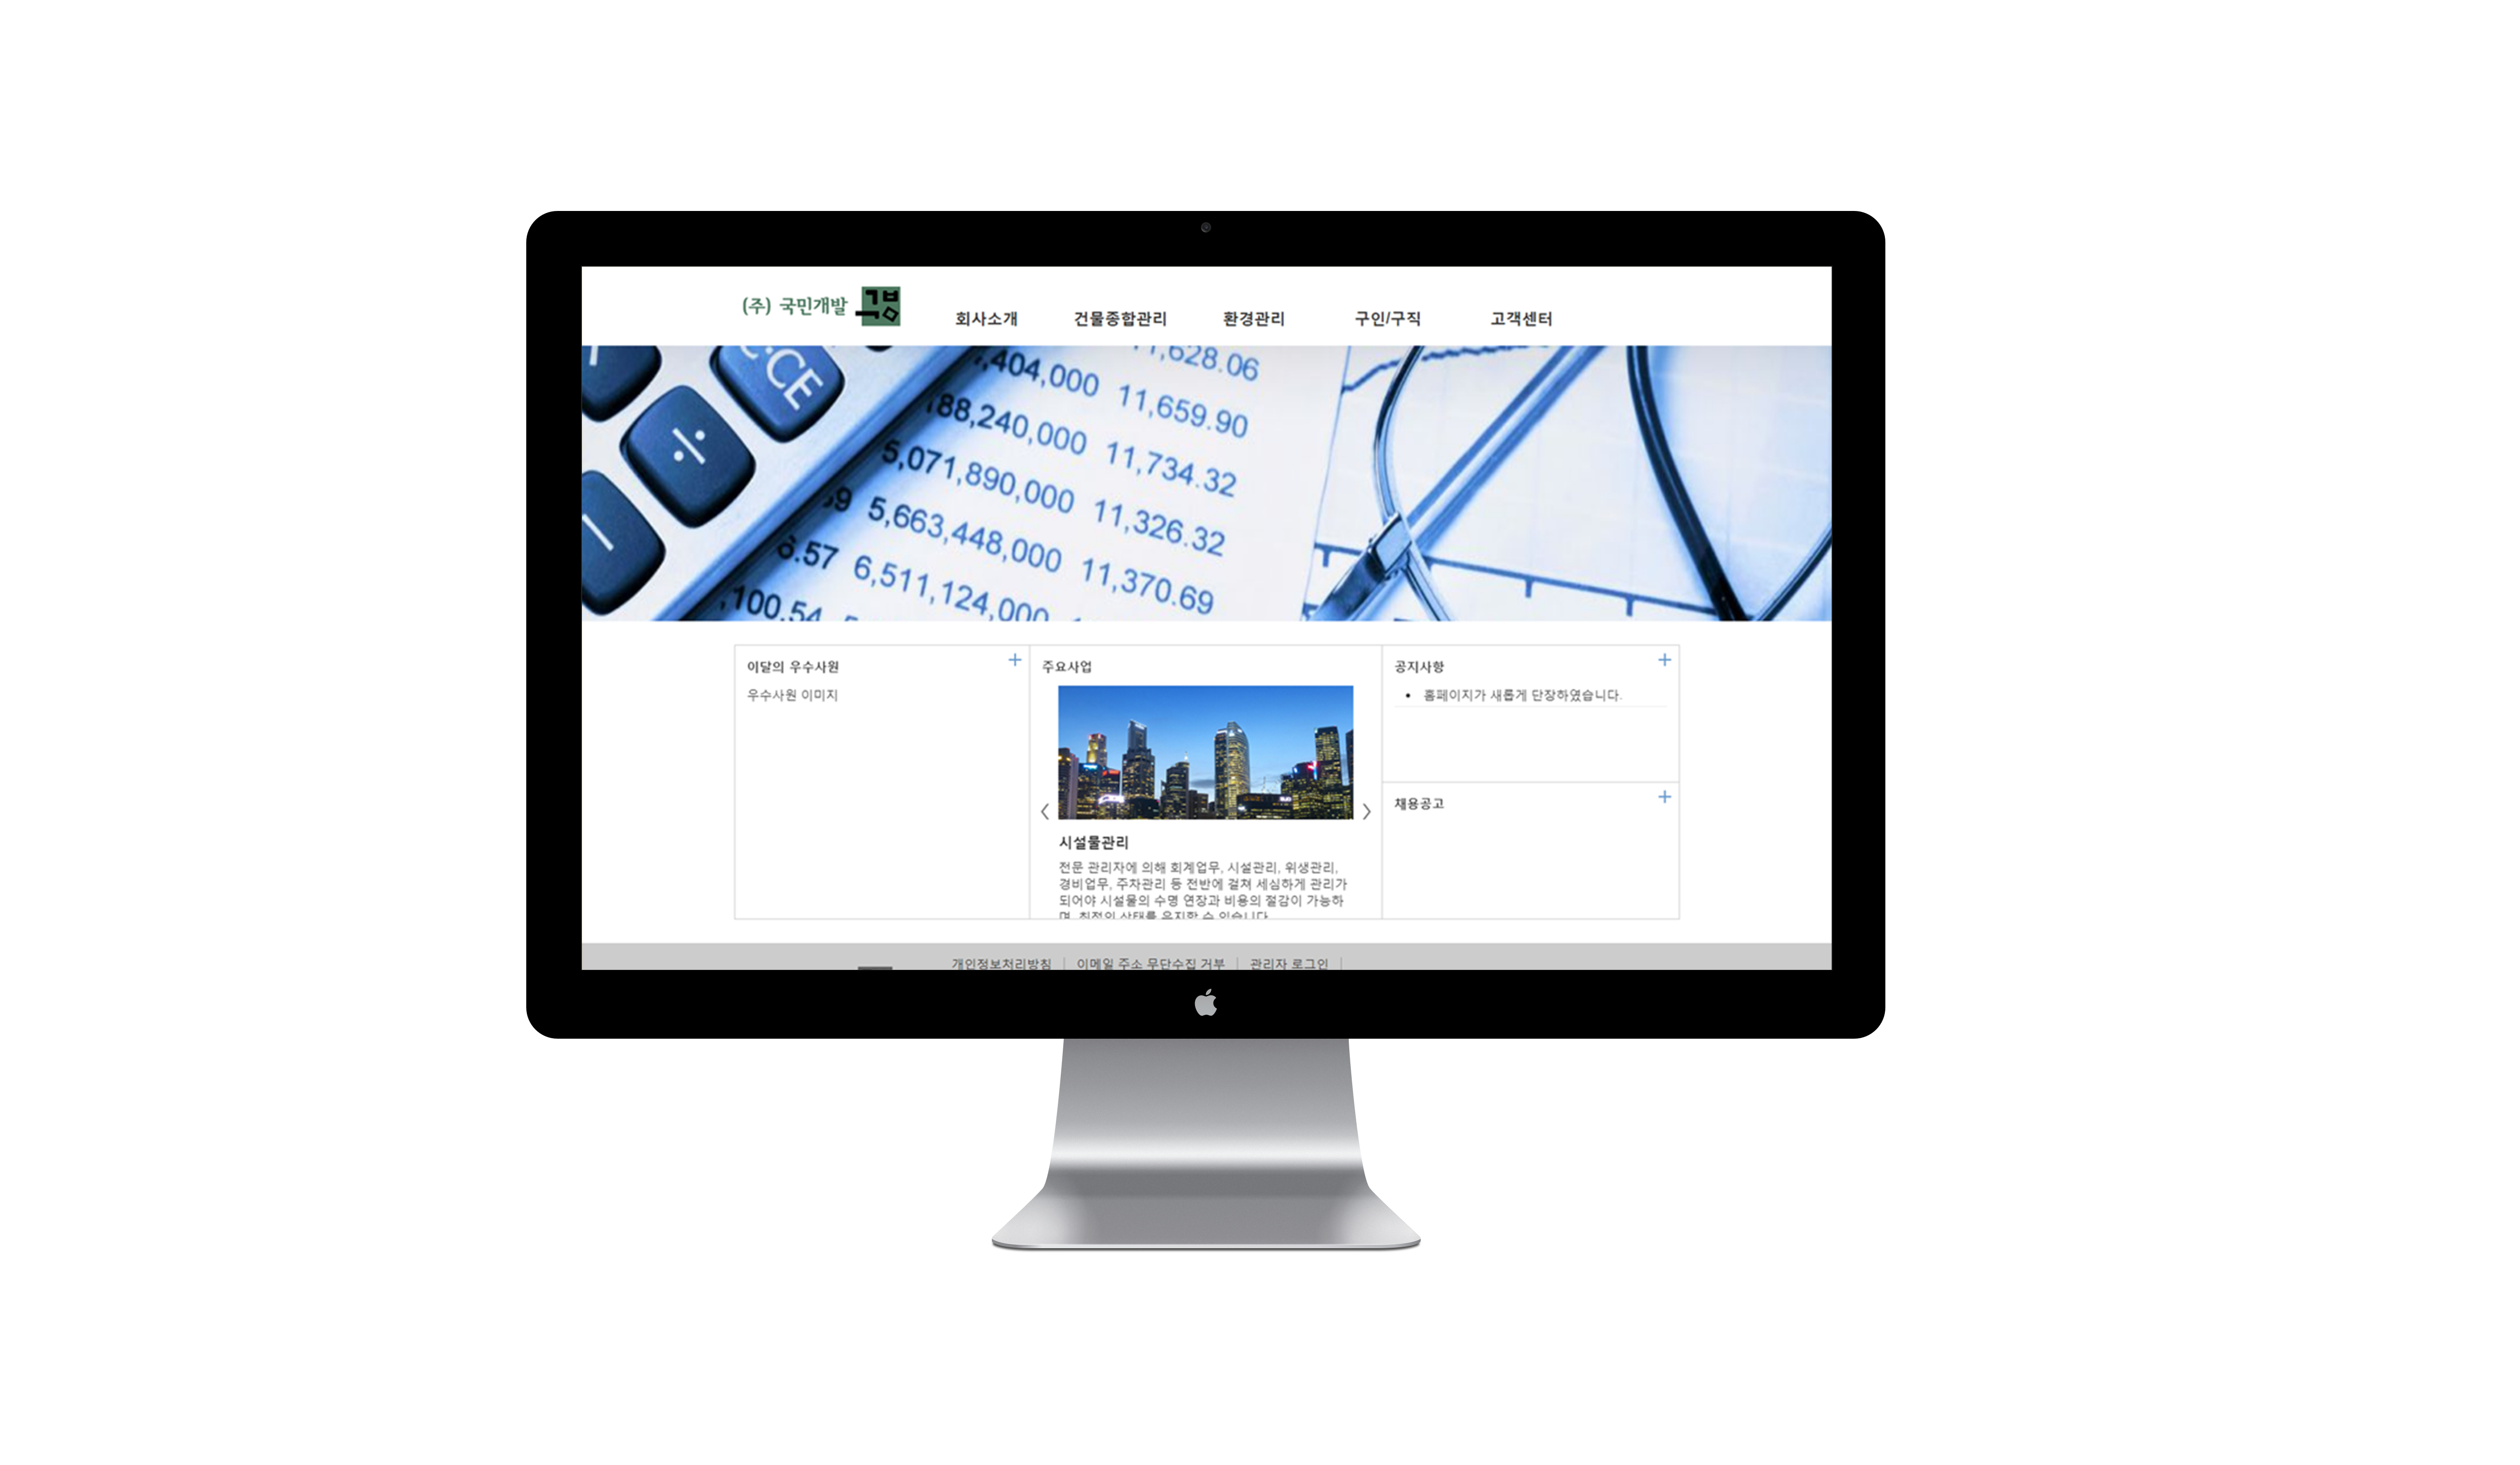 (주) 국민개발
회사소개 건물종합관리 환경관리 구인/구직 고객센터
C·CE
÷
11,628.06
,404,000 11,659.90
188,240,000 11,734.32
5,071,890,000 11,326.32
39 5,663,448,000 11,370.69
6.57 6,511,124,000
,100.54
이달의 우수사원
우수사원 이미지
주요사업
시설물관리
전문 관리자에 의해 회계업무, 시설관리, 위생관리,
경비업무, 주차관리 등 전반에 걸쳐 세심하게 관리가
되어야 시설물의 수명 연장과 비용의 절감이 가능하
며, 최적의 상태를 유지할 수 있습니다.
공지사항
• 홈페이지가 새롭게 단장하였습니다.
채용공고
개인정보처리방침 | 이메일 주소 무단수집 거부 | 관리자 로그인 |